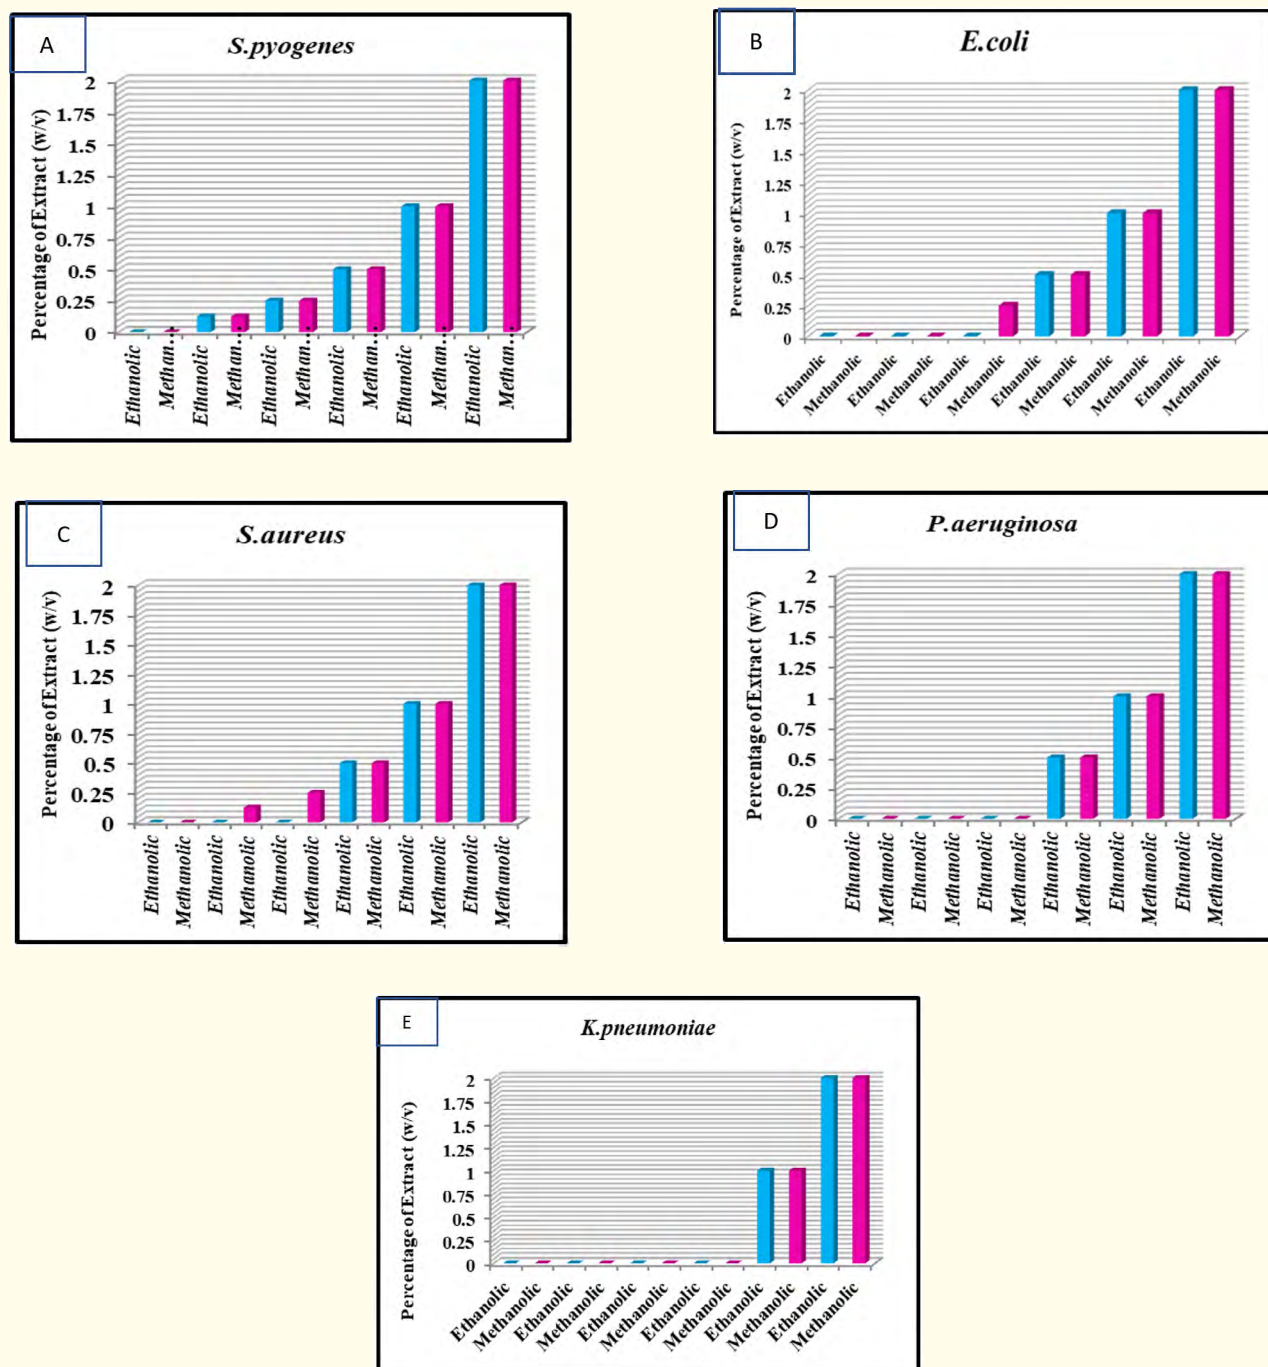 A
S.pyogenes
Percentage of Extract (w/v)
2
1.75
1.5
1.25
1
0.75
0.5
0.25
0
Ethanolic
Methan...
Ethanolic
Methan...
Ethanolic
Methan...
Ethanolic
Methan...
Ethanolic
Methan...
Ethanolic
Methan...
B
E.coli
Percentage of Extract (w/v)
2
1.75
1.5
1.25
1
0.75
0.5
0.25
0
Ethanolic
Methanolic
Ethanolic
Methanolic
Ethanolic
Methanolic
Ethanolic
Methanolic
Ethanolic
Methanolic
Ethanolic
Methanolic
C
S.aureus
Percentage of Extract (w/v)
2
1.75
1.5
1.25
1
0.75
0.5
0.25
0
Ethanolic
Methanolic
Ethanolic
Methanolic
Ethanolic
Methanolic
Ethanolic
Methanolic
Ethanolic
Methanolic
Ethanolic
Methanolic
D
P.aeruginosa
Percentage of Extract (w/v)
2
1.75
1.5
1.25
1
0.75
0.5
0.25
0
Ethanolic
Methanolic
Ethanolic
Methanolic
Ethanolic
Methanolic
Ethanolic
Methanolic
Ethanolic
Methanolic
Ethanolic
Methanolic
E
K.pneumoniae
Percentage of Extract (w/v)
2
1.75
1.5
1.25
1
0.75
0.5
0.25
0
Ethanolic
Methanolic
Ethanolic
Methanolic
Ethanolic
Methanolic
Ethanolic
Methanolic
Ethanolic
Methanolic
Ethanolic
Methanolic